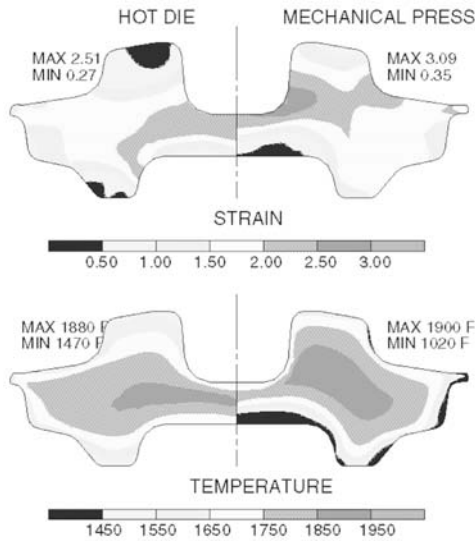 HOT DIE MECHANICAL PRESS
MAX 2.51 MAX 3.09
MIN 0.27 MIN 0.35
STRAIN
0.50 1.00 1.50 2.00 2.50 3.00
MAX 1880 F MAX 1900 F
MIN 1470 F MIN 1020 F
TEMPERATURE
1450 1550 1650 1750 1850 1950